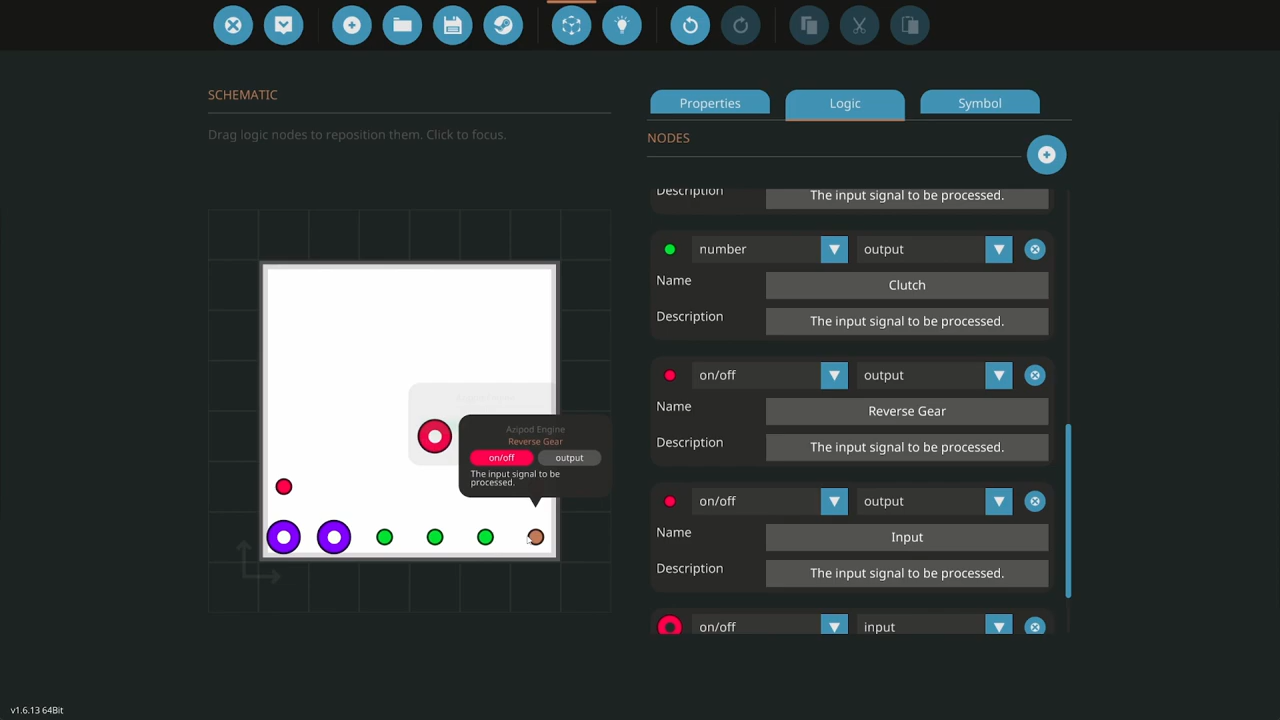 SCHEMATIC
Drag logic nodes to reposition them. Click to focus.
Properties
Logic
Symbol
NODES
Description
The input signal to be processed.
number
output
Name
Clutch
Description
The input signal to be processed.
on/off
output
Name
Reverse Gear
Description
The input signal to be processed.
on/off
output
Name
Input
Description
The input signal to be processed.
on/off
input
Azipod Engine
Reverse Gear
on/off
output
The input signal to be
processed.
v1.6.13 64Bit